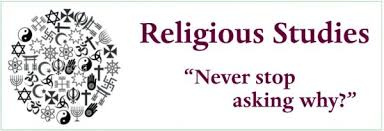 Religious Studies
“Never stop
asking why?”